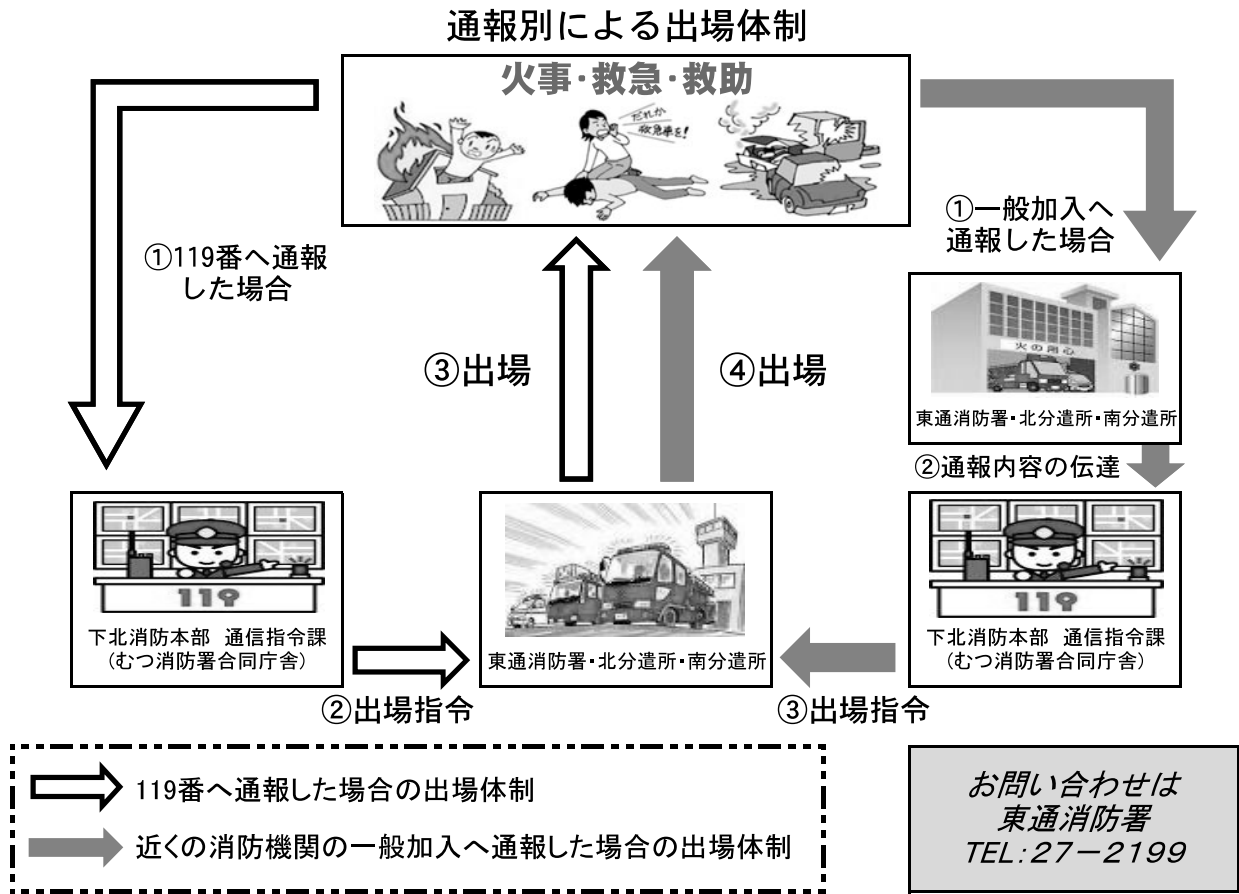 通報別による出場体制
火事・救急・救助
だれか
救急車を!
①119番へ通報
した場合
①一般加入へ
通報した場合
火の用心
東通消防署・北分遣所・南分遣所
②通報内容の伝達
③出場
④出場
119
下北消防本部 通信指令課
(むつ消防署合同庁舎)
②出場指令
東通消防署・北分遣所・南分遣所
③出場指令
119
下北消防本部 通信指令課
(むつ消防署合同庁舎)
119番へ通報した場合の出場体制
近くの消防機関の一般加入へ通報した場合の出場体制
お問い合わせは
東通消防署
TEL:27-2199